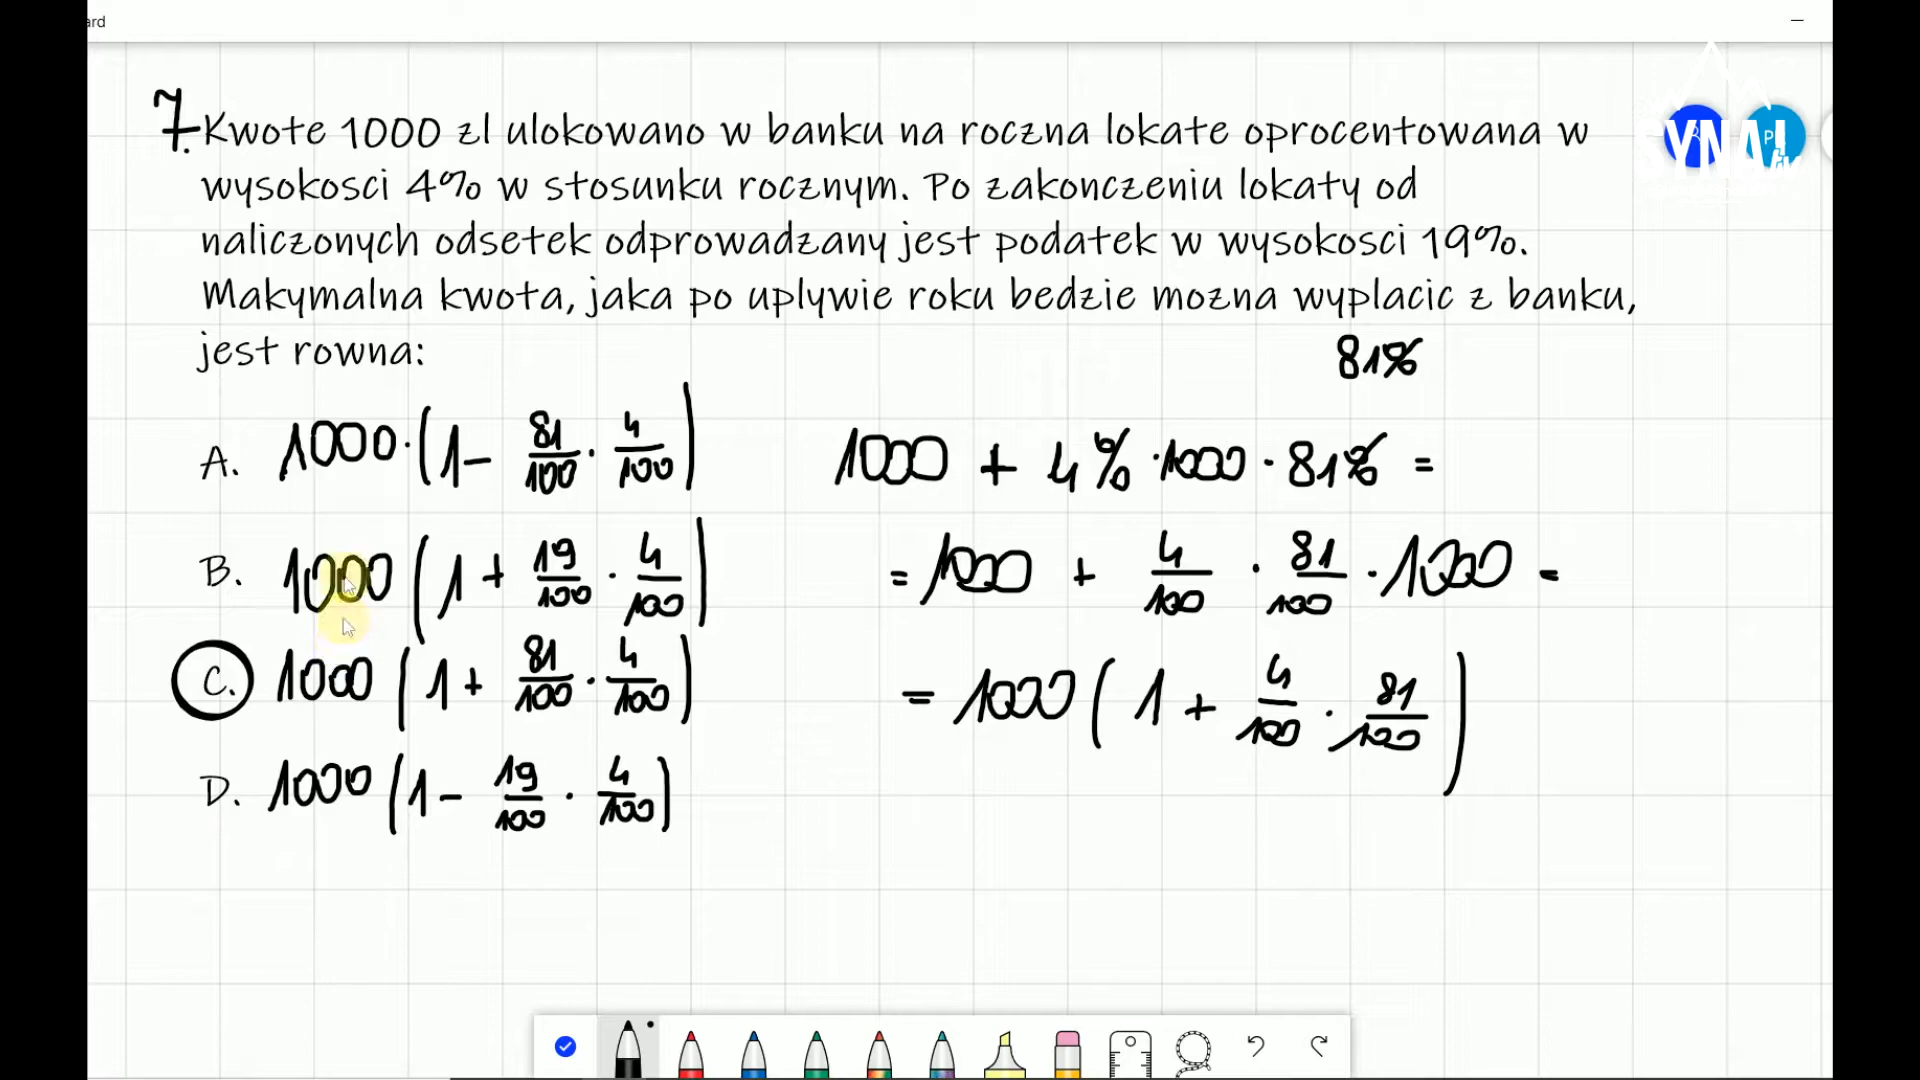 ard
7. Kwote 1000 zl ulokowano w banku na roczna lokate oprocentowana w
wysokosci 4% w stosunku rocznym. Po zakonczeniu lokaty od
naliczonych odsetek odprowadzany jest podatek w wysokosci 19%.
Makymalna kwota, jaka po uplywie roku bedzie mozna wyplacic z banku,
jest rowna:
81%
A. 1000 · (1 - 81/100 · 4/100)
B. 1000 (1 + 19/100 · 4/100)
C. 1000 (1 + 81/100 · 4/100)
D. 1000 (1 - 19/100 · 4/100)
1000 + 4% · 1000 · 81% =
= 1000 + 4/100 · 81/100 · 1000 =
= 1000 (1 + 4/100 · 81/100)
SYNAJ